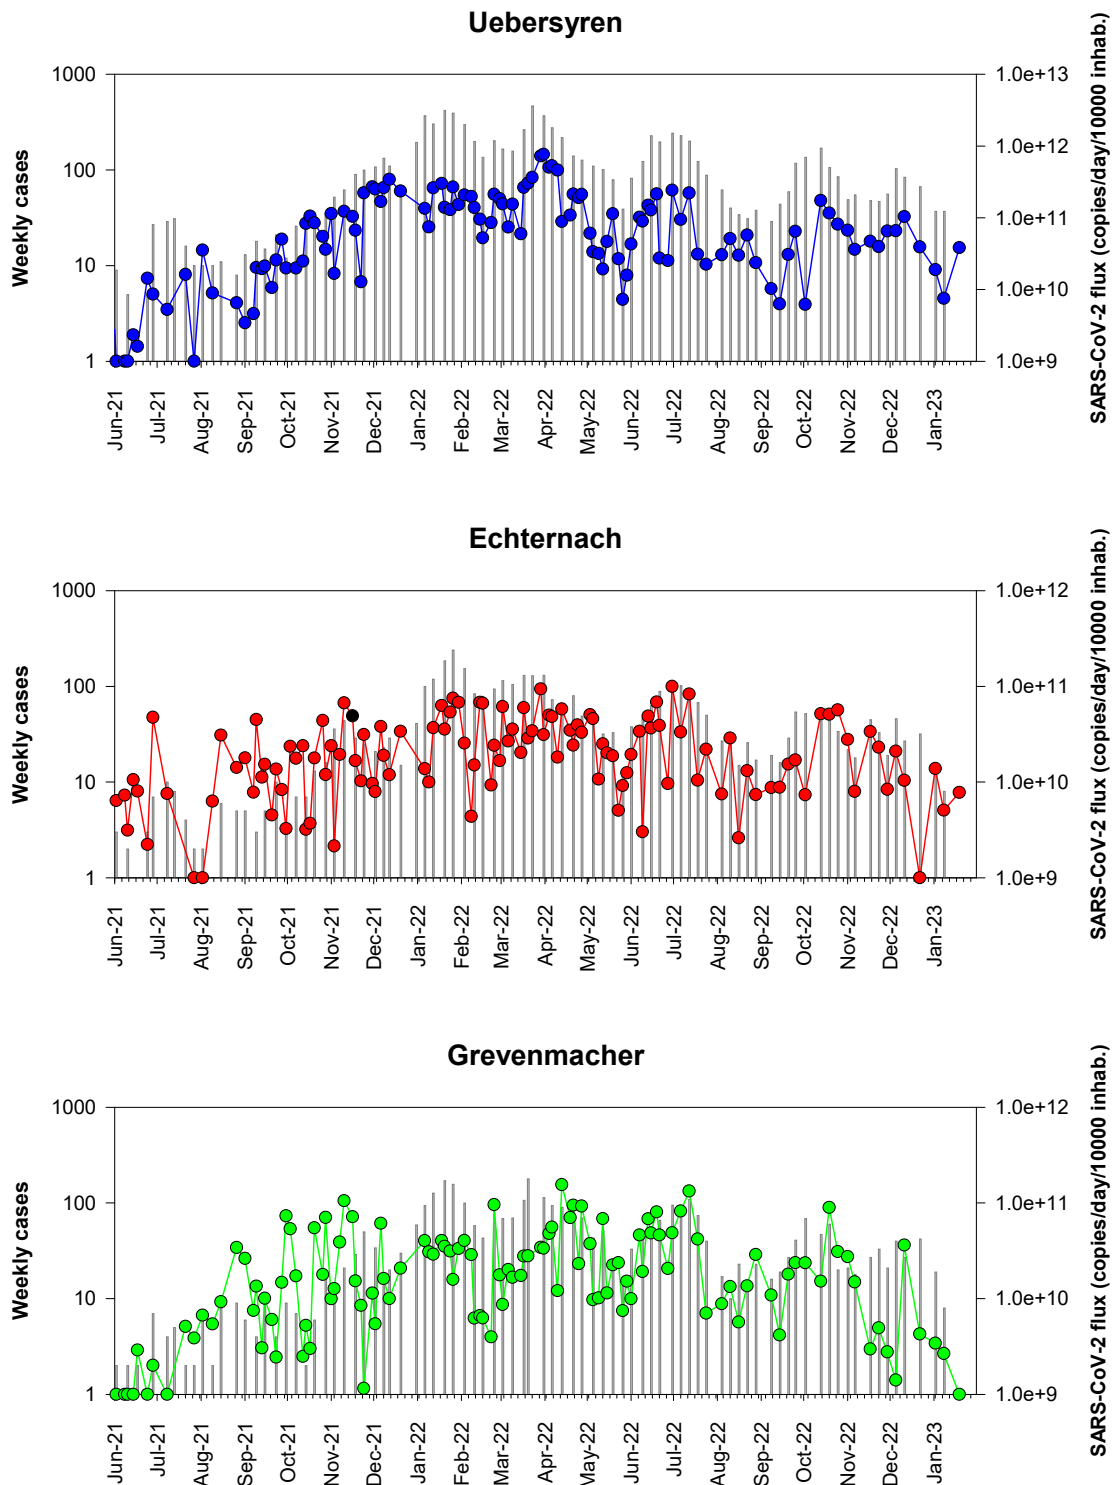 Uebersyren
Weekly cases
SARS-CoV-2 flux (copies/day/10000 inhab.)
1000
100
10
1
1.0e+13
1.0e+12
1.0e+11
1.0e+10
1.0e+9
Jun-21
Jul-21
Aug-21
Sep-21
Oct-21
Nov-21
Dec-21
Jan-22
Feb-22
Mar-22
Apr-22
May-22
Jun-22
Jul-22
Aug-22
Sep-22
Oct-22
Nov-22
Dec-22
Jan-23
Echternach
Weekly cases
SARS-CoV-2 flux (copies/day/10000 inhab.)
1000
100
10
1
1.0e+12
1.0e+11
1.0e+10
1.0e+9
Jun-21
Jul-21
Aug-21
Sep-21
Oct-21
Nov-21
Dec-21
Jan-22
Feb-22
Mar-22
Apr-22
May-22
Jun-22
Jul-22
Aug-22
Sep-22
Oct-22
Nov-22
Dec-22
Jan-23
Grevenmacher
Weekly cases
SARS-CoV-2 flux (copies/day/10000 inhab.)
1000
100
10
1
1.0e+12
1.0e+11
1.0e+10
1.0e+9
Jun-21
Jul-21
Aug-21
Sep-21
Oct-21
Nov-21
Dec-21
Jan-22
Feb-22
Mar-22
Apr-22
May-22
Jun-22
Jul-22
Aug-22
Sep-22
Oct-22
Nov-22
Dec-22
Jan-23